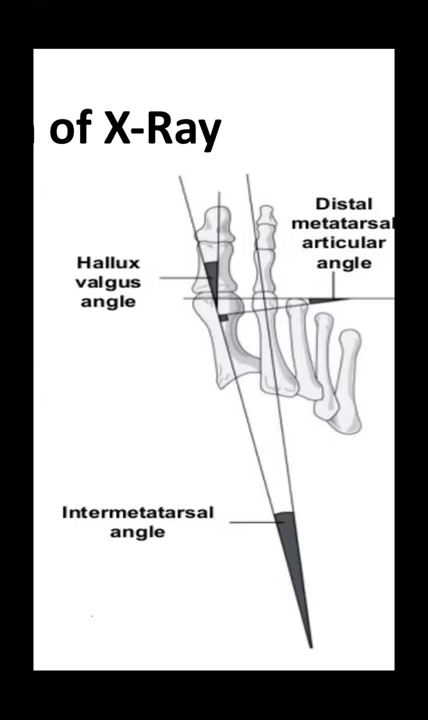 of X-Ray
Distal
metatarsal
articular
angle
Hallux
valgus
angle
Intermetatarsal
angle